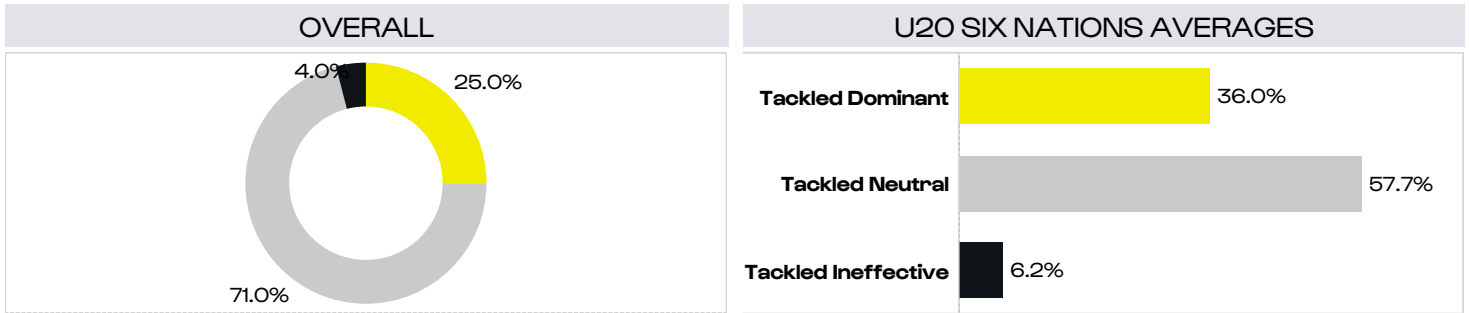 OVERALL
4.0%
25.0%
71.0%
U20 SIX NATIONS AVERAGES
Tackled Dominant 36.0%
Tackled Neutral 57.7%
Tackled Ineffective 6.2%